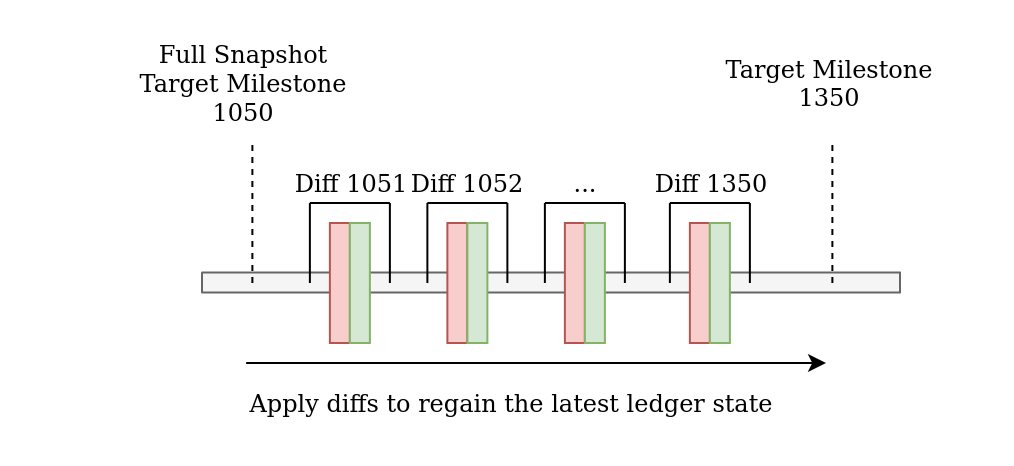 Full Snapshot
Target Milestone
1050
Target Milestone
1350
Diff 1051
Diff 1052
...
Diff 1350
Apply diffs to regain the latest ledger state